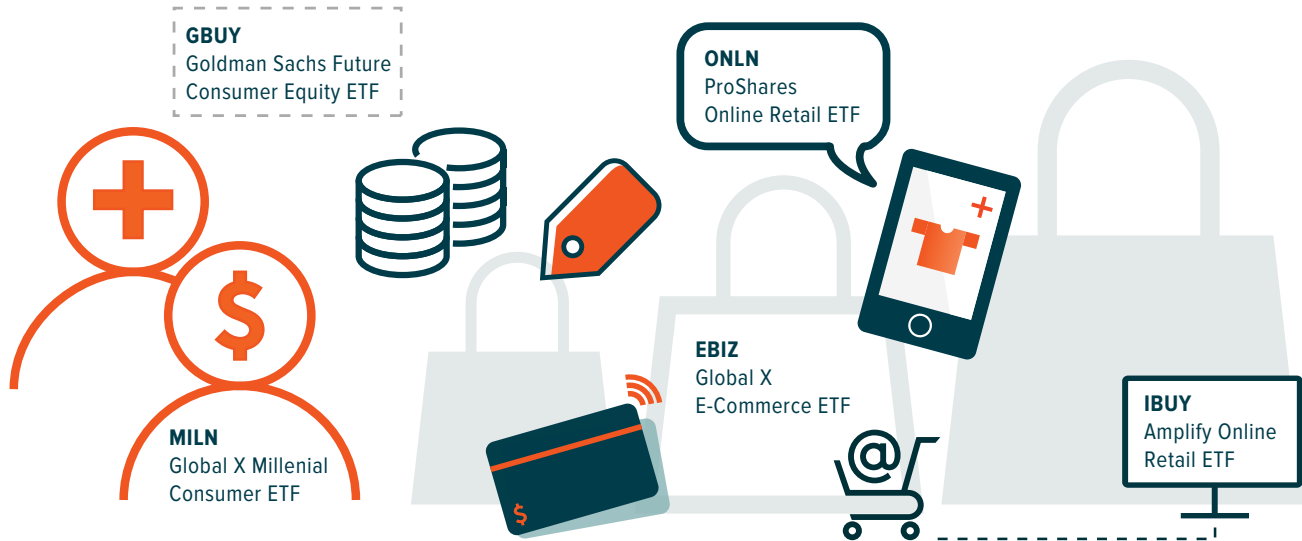 GBUY
Goldman Sachs Future
Consumer Equity ETF
ONLN
ProShares
Online Retail ETF
$
EBIZ
Global X
E-Commerce ETF
IBUY
Amplify Online
Retail ETF
MILN
Global X Millenial
Consumer ETF
@
$